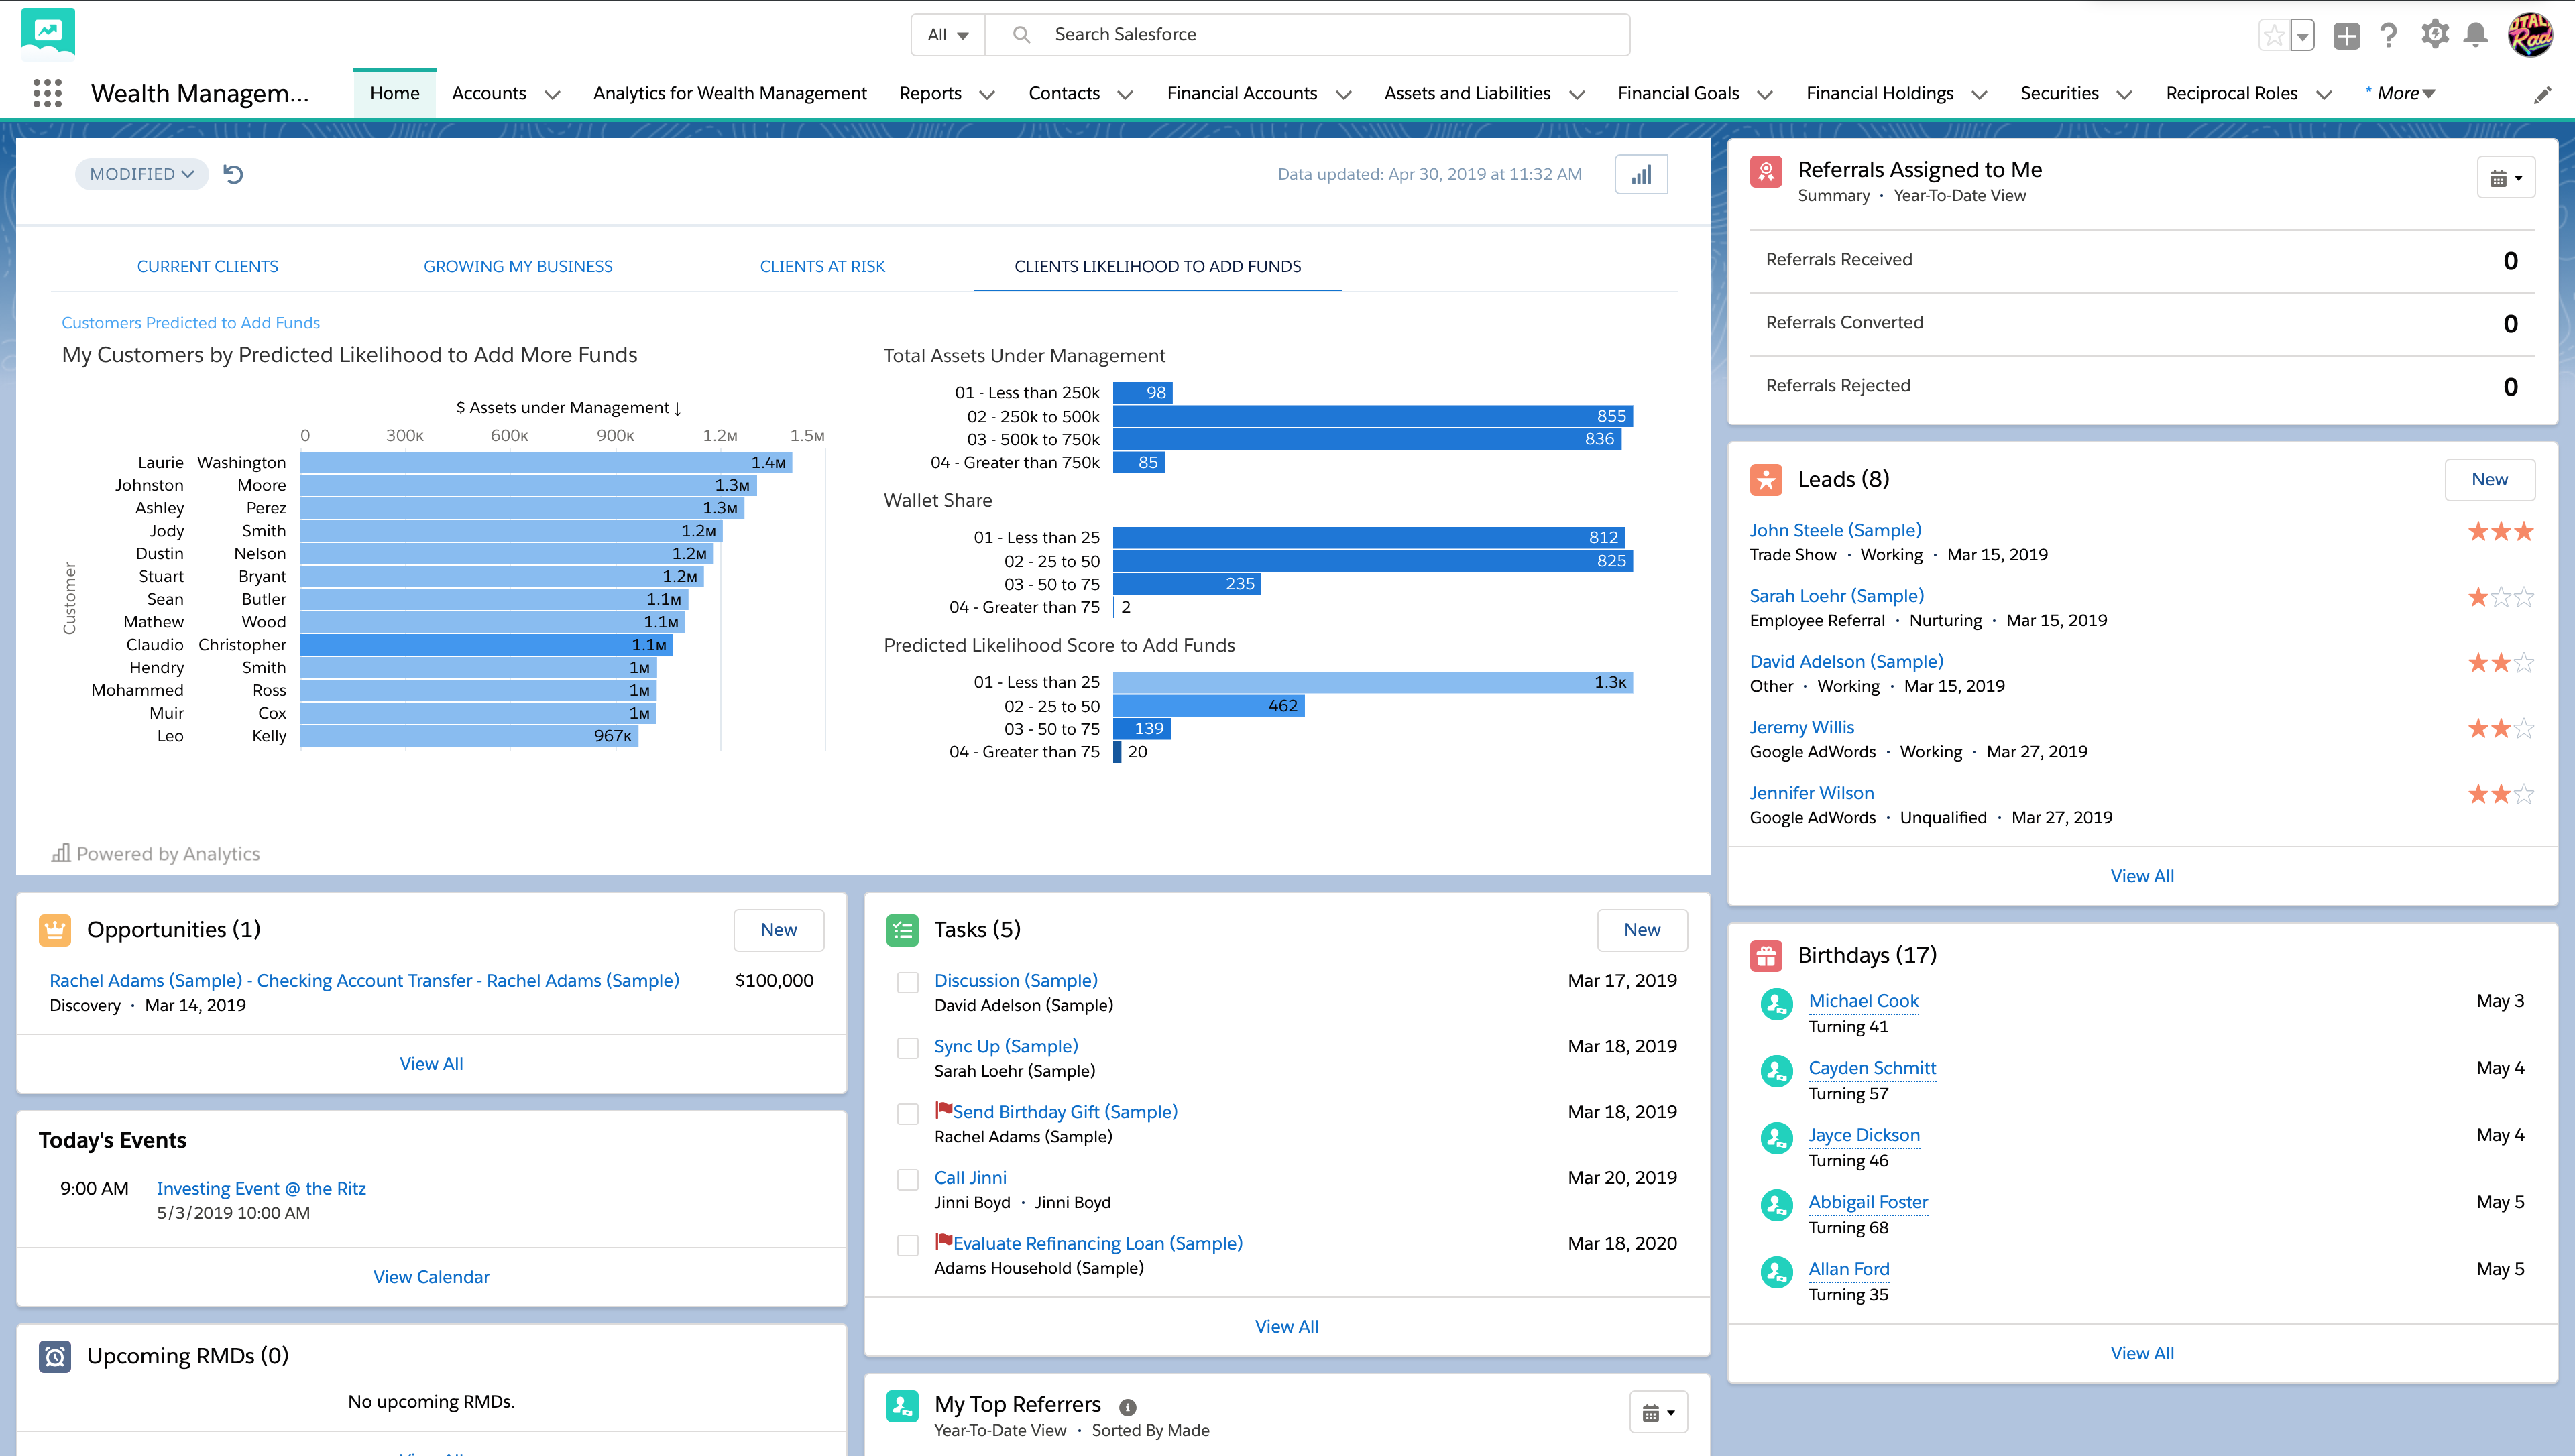 All
Search Salesforce
Wealth Managem...
Home
Accounts
Analytics for Wealth Management
Reports
Contacts
Financial Accounts
Assets and Liabilities
Financial Goals
Financial Holdings
Securities
Reciprocal Roles
* More
MODIFIED
Data updated: Apr 30, 2019 at 11:32 AM
CURRENT CLIENTS
GROWING MY BUSINESS
CLIENTS AT RISK
CLIENTS LIKELIHOOD TO ADD FUNDS
Customers Predicted to Add Funds
My Customers by Predicted Likelihood to Add More Funds
$ Assets under Management ↓
0 300K 600K 900K 1.2M 1.5M
Customer
Laurie Washington 1.4M
Johnston Moore 1.3M
Ashley Perez 1.3M
Jody Smith 1.2M
Dustin Nelson 1.2M
Stuart Bryant 1.2M
Sean Butler 1.1M
Mathew Wood 1.1M
Claudio Christopher 1.1M
Hendry Smith 1M
Mohammed Ross 1M
Muir Cox 1M
Leo Kelly 967K
Total Assets Under Management
01 - Less than 250k 98
02 - 250k to 500k 855
03 - 500k to 750k 836
04 - Greater than 750k 85
Wallet Share
01 - Less than 25 812
02 - 25 to 50 825
03 - 50 to 75 235
04 - Greater than 75 2
Predicted Likelihood Score to Add Funds
01 - Less than 25 1.3K
02 - 25 to 50 462
03 - 50 to 75 139
04 - Greater than 75 20
Powered by Analytics
Referrals Assigned to Me
Summary • Year-To-Date View
Referrals Received 0
Referrals Converted 0
Referrals Rejected 0
Leads (8)
New
John Steele (Sample)
Trade Show • Working • Mar 15, 2019
Sarah Loehr (Sample)
Employee Referral • Nurturing • Mar 15, 2019
David Adelson (Sample)
Other • Working • Mar 15, 2019
Jeremy Willis
Google AdWords • Working • Mar 27, 2019
Jennifer Wilson
Google AdWords • Unqualified • Mar 27, 2019
View All
Opportunities (1)
New
Rachel Adams (Sample) - Checking Account Transfer - Rachel Adams (Sample) $100,000
Discovery • Mar 14, 2019
View All
Today's Events
9:00 AM Investing Event @ the Ritz
5/3/2019 10:00 AM
View Calendar
Upcoming RMDs (0)
No upcoming RMDs.
Tasks (5)
New
Discussion (Sample) Mar 17, 2019
David Adelson (Sample)
Sync Up (Sample) Mar 18, 2019
Sarah Loehr (Sample)
Send Birthday Gift (Sample) Mar 18, 2019
Rachel Adams (Sample)
Call Jinni Mar 20, 2019
Jinni Boyd • Jinni Boyd
Evaluate Refinancing Loan (Sample) Mar 18, 2020
Adams Household (Sample)
View All
My Top Referrers
Year-To-Date View • Sorted By Made
Birthdays (17)
Michael Cook May 3
Turning 41
Cayden Schmitt May 4
Turning 57
Jayce Dickson May 4
Turning 46
Abbigail Foster May 5
Turning 68
Allan Ford May 5
Turning 35
View All